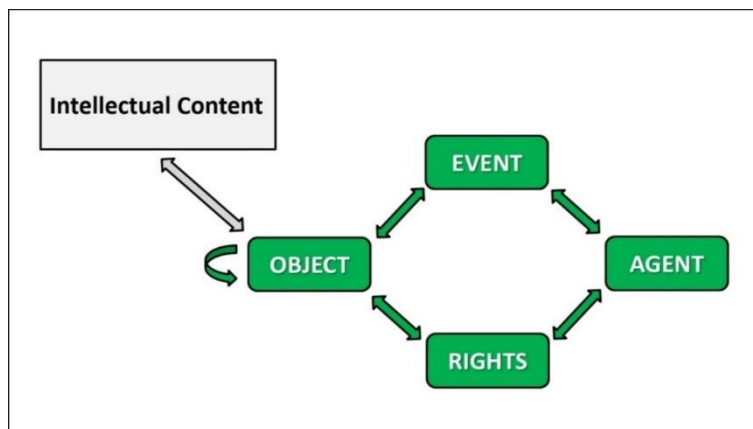 Intellectual Content
EVENT
OBJECT
AGENT
RIGHTS